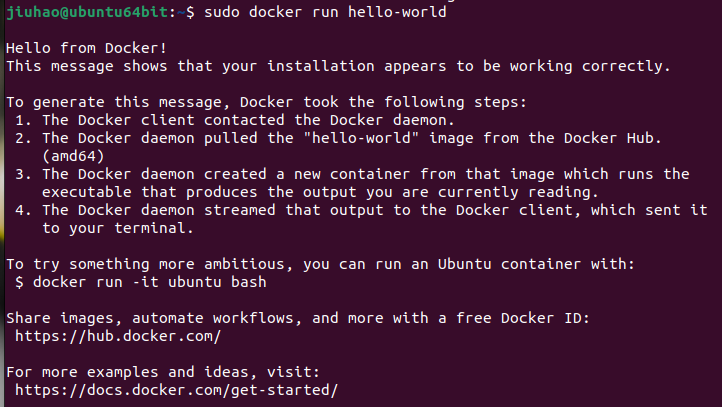 jiuhao@ubuntu64bit:~$ sudo docker run hello-world
Hello from Docker!
This message shows that your installation appears to be working correctly.
To generate this message, Docker took the following steps:
1. The Docker client contacted the Docker daemon.
2. The Docker daemon pulled the "hello-world" image from the Docker Hub.
(amd64)
3. The Docker daemon created a new container from that image which runs the
executable that produces the output you are currently reading.
4. The Docker daemon streamed that output to the Docker client, which sent it
to your terminal.
To try something more ambitious, you can run an Ubuntu container with:
$ docker run -it ubuntu bash
Share images, automate workflows, and more with a free Docker ID:
https://hub.docker.com/
For more examples and ideas, visit:
https://docs.docker.com/get-started/